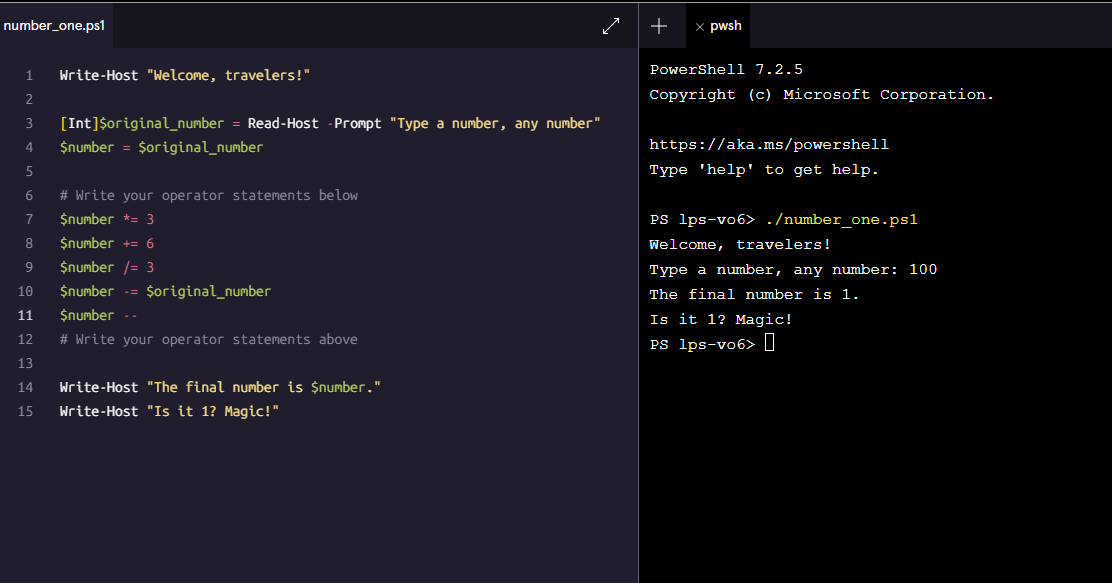 number_one.ps1
1 Write-Host "Welcome, travelers!"
2
3 [Int]$original_number = Read-Host -Prompt "Type a number, any number"
4 $number = $original_number
5
6 # Write your operator statements below
7 $number *= 3
8 $number += 6
9 $number /= 3
10 $number -= $original_number
11 $number --
12 # Write your operator statements above
13
14 Write-Host "The final number is $number."
15 Write-Host "Is it 1? Magic!"
pwsh
PowerShell 7.2.5
Copyright (c) Microsoft Corporation.
https://aka.ms/powershell
Type 'help' to get help.
PS lps-vo6> ./number_one.ps1
Welcome, travelers!
Type a number, any number: 100
The final number is 1.
Is it 1? Magic!
PS lps-vo6>